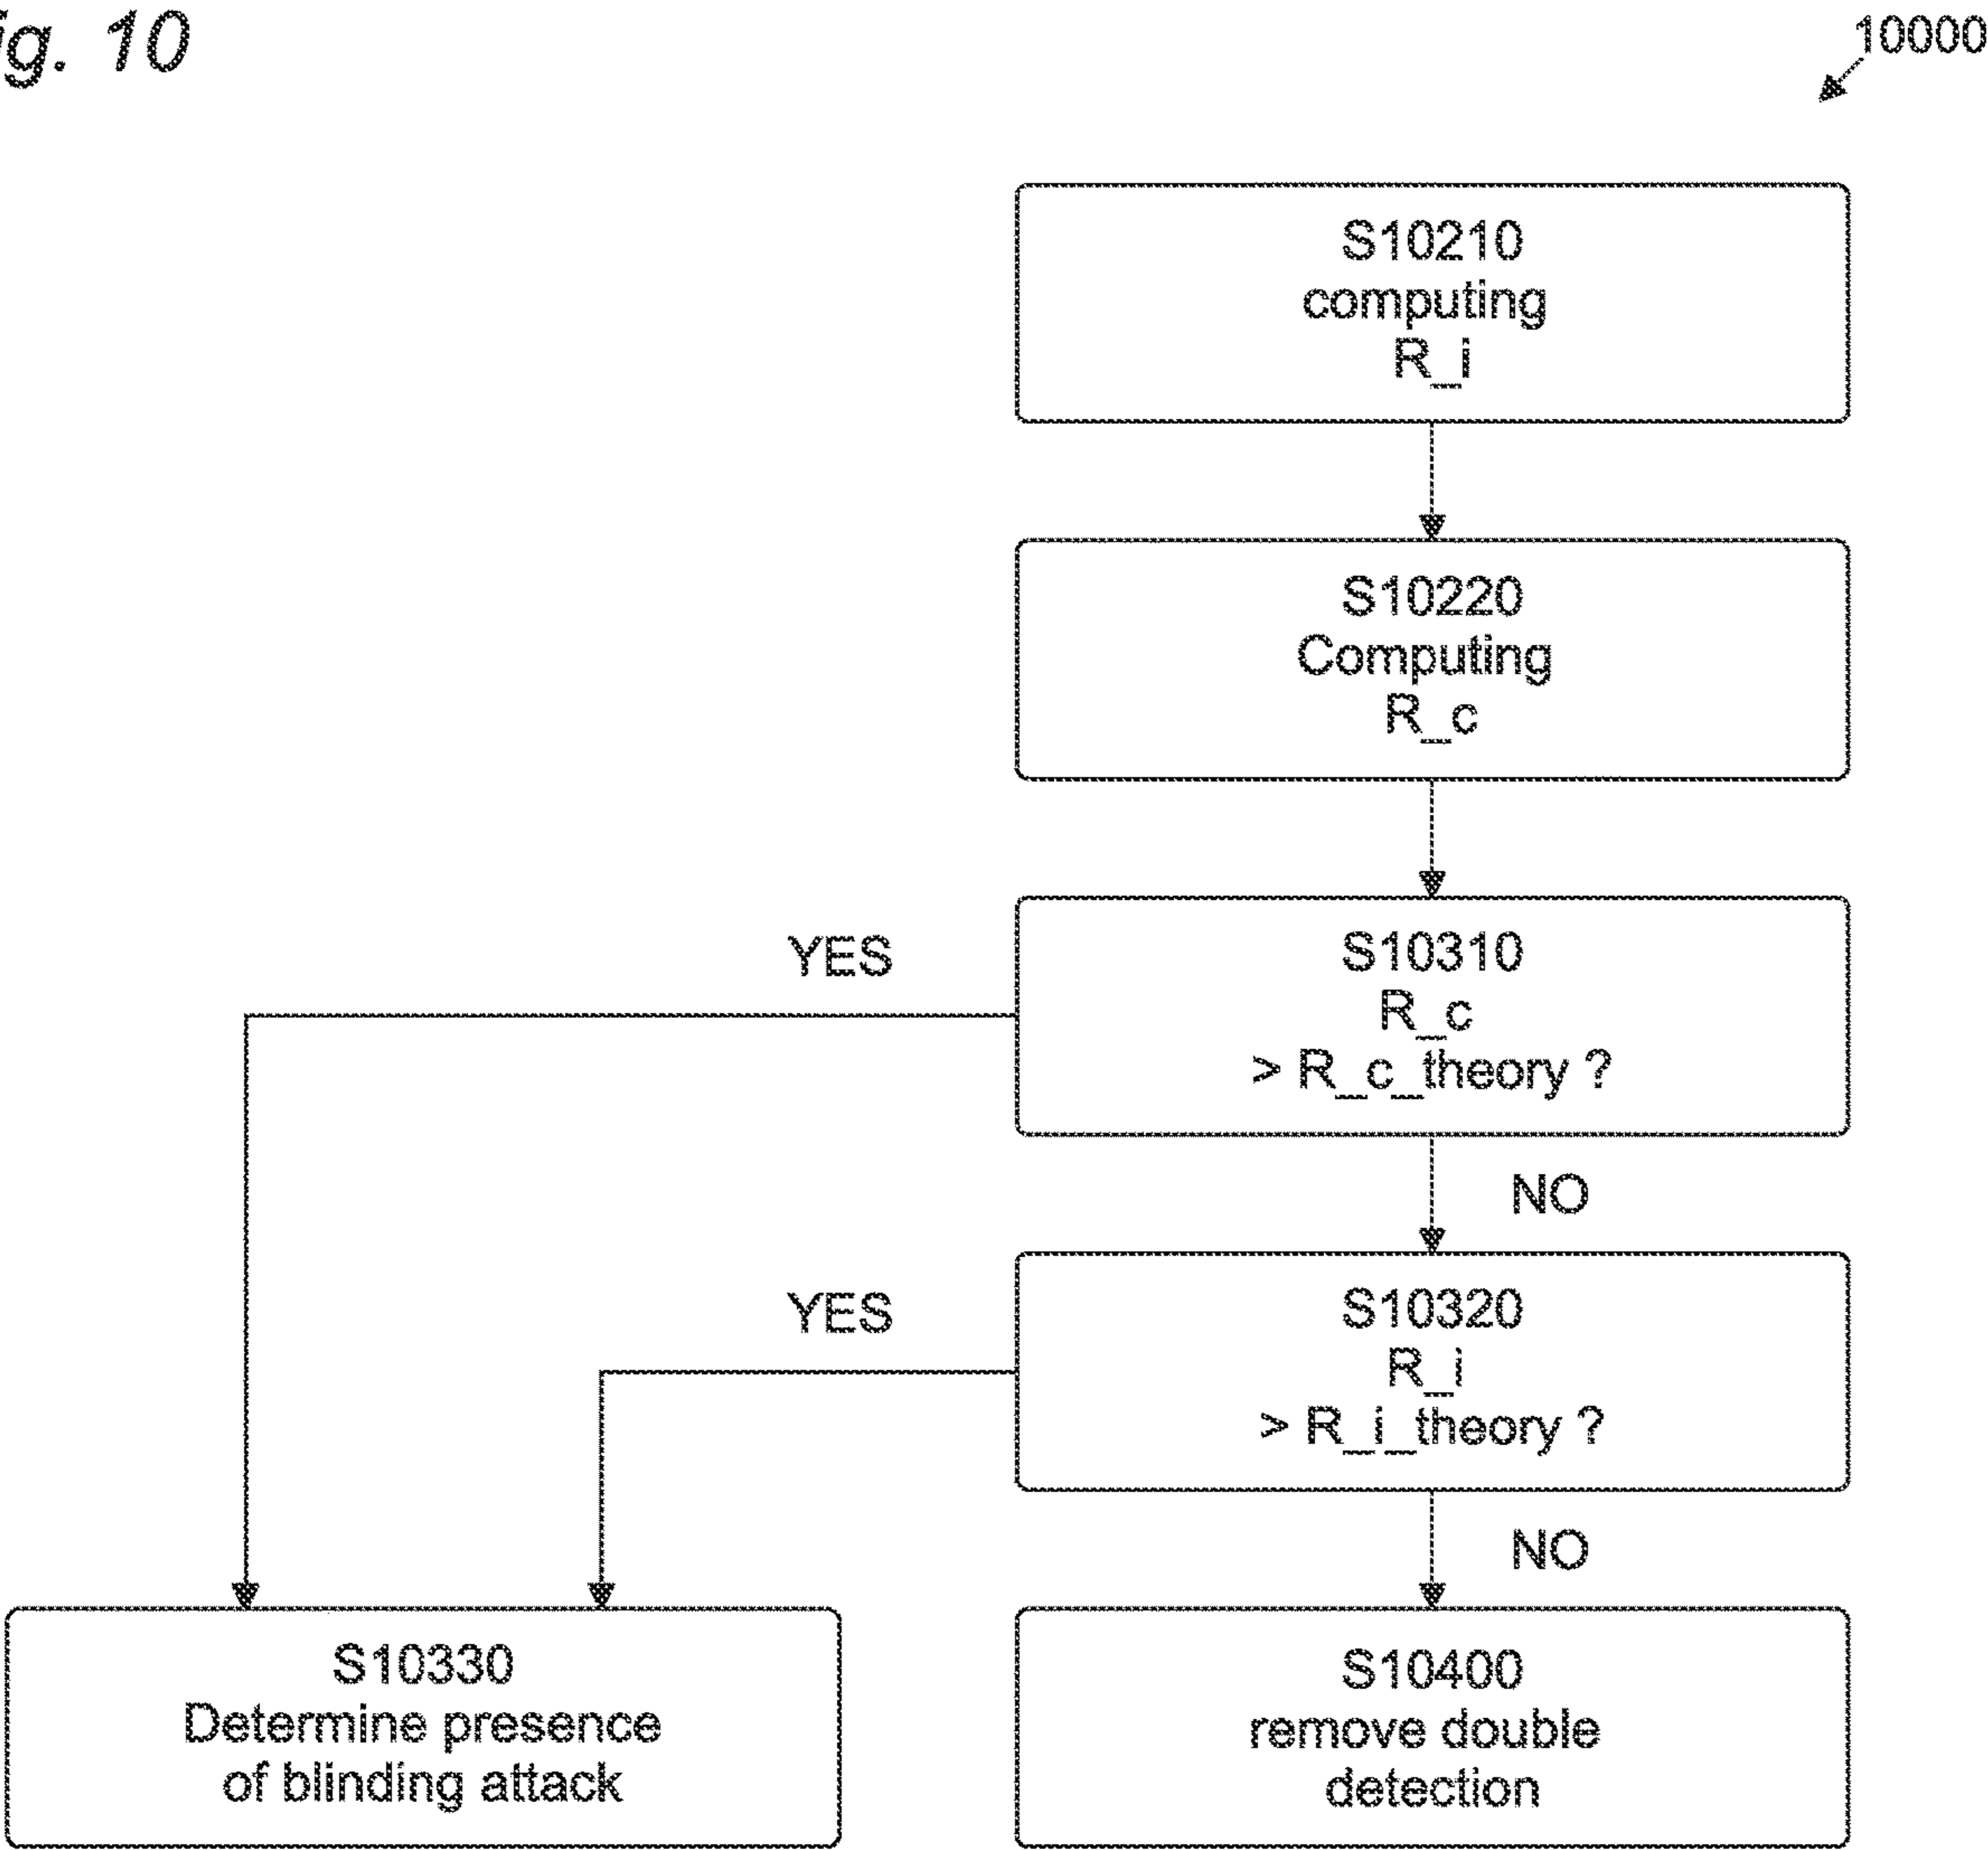 ig. 10
10000
S10210
computing
R_i
S10220
Computing
R_c
YES
S10310
R_c
> R_c_theory ?
NO
YES
S10320
R_i
> R_i_theory ?
NO
S10330
Determine presence
of blinding attack
S10400
remove double
detection